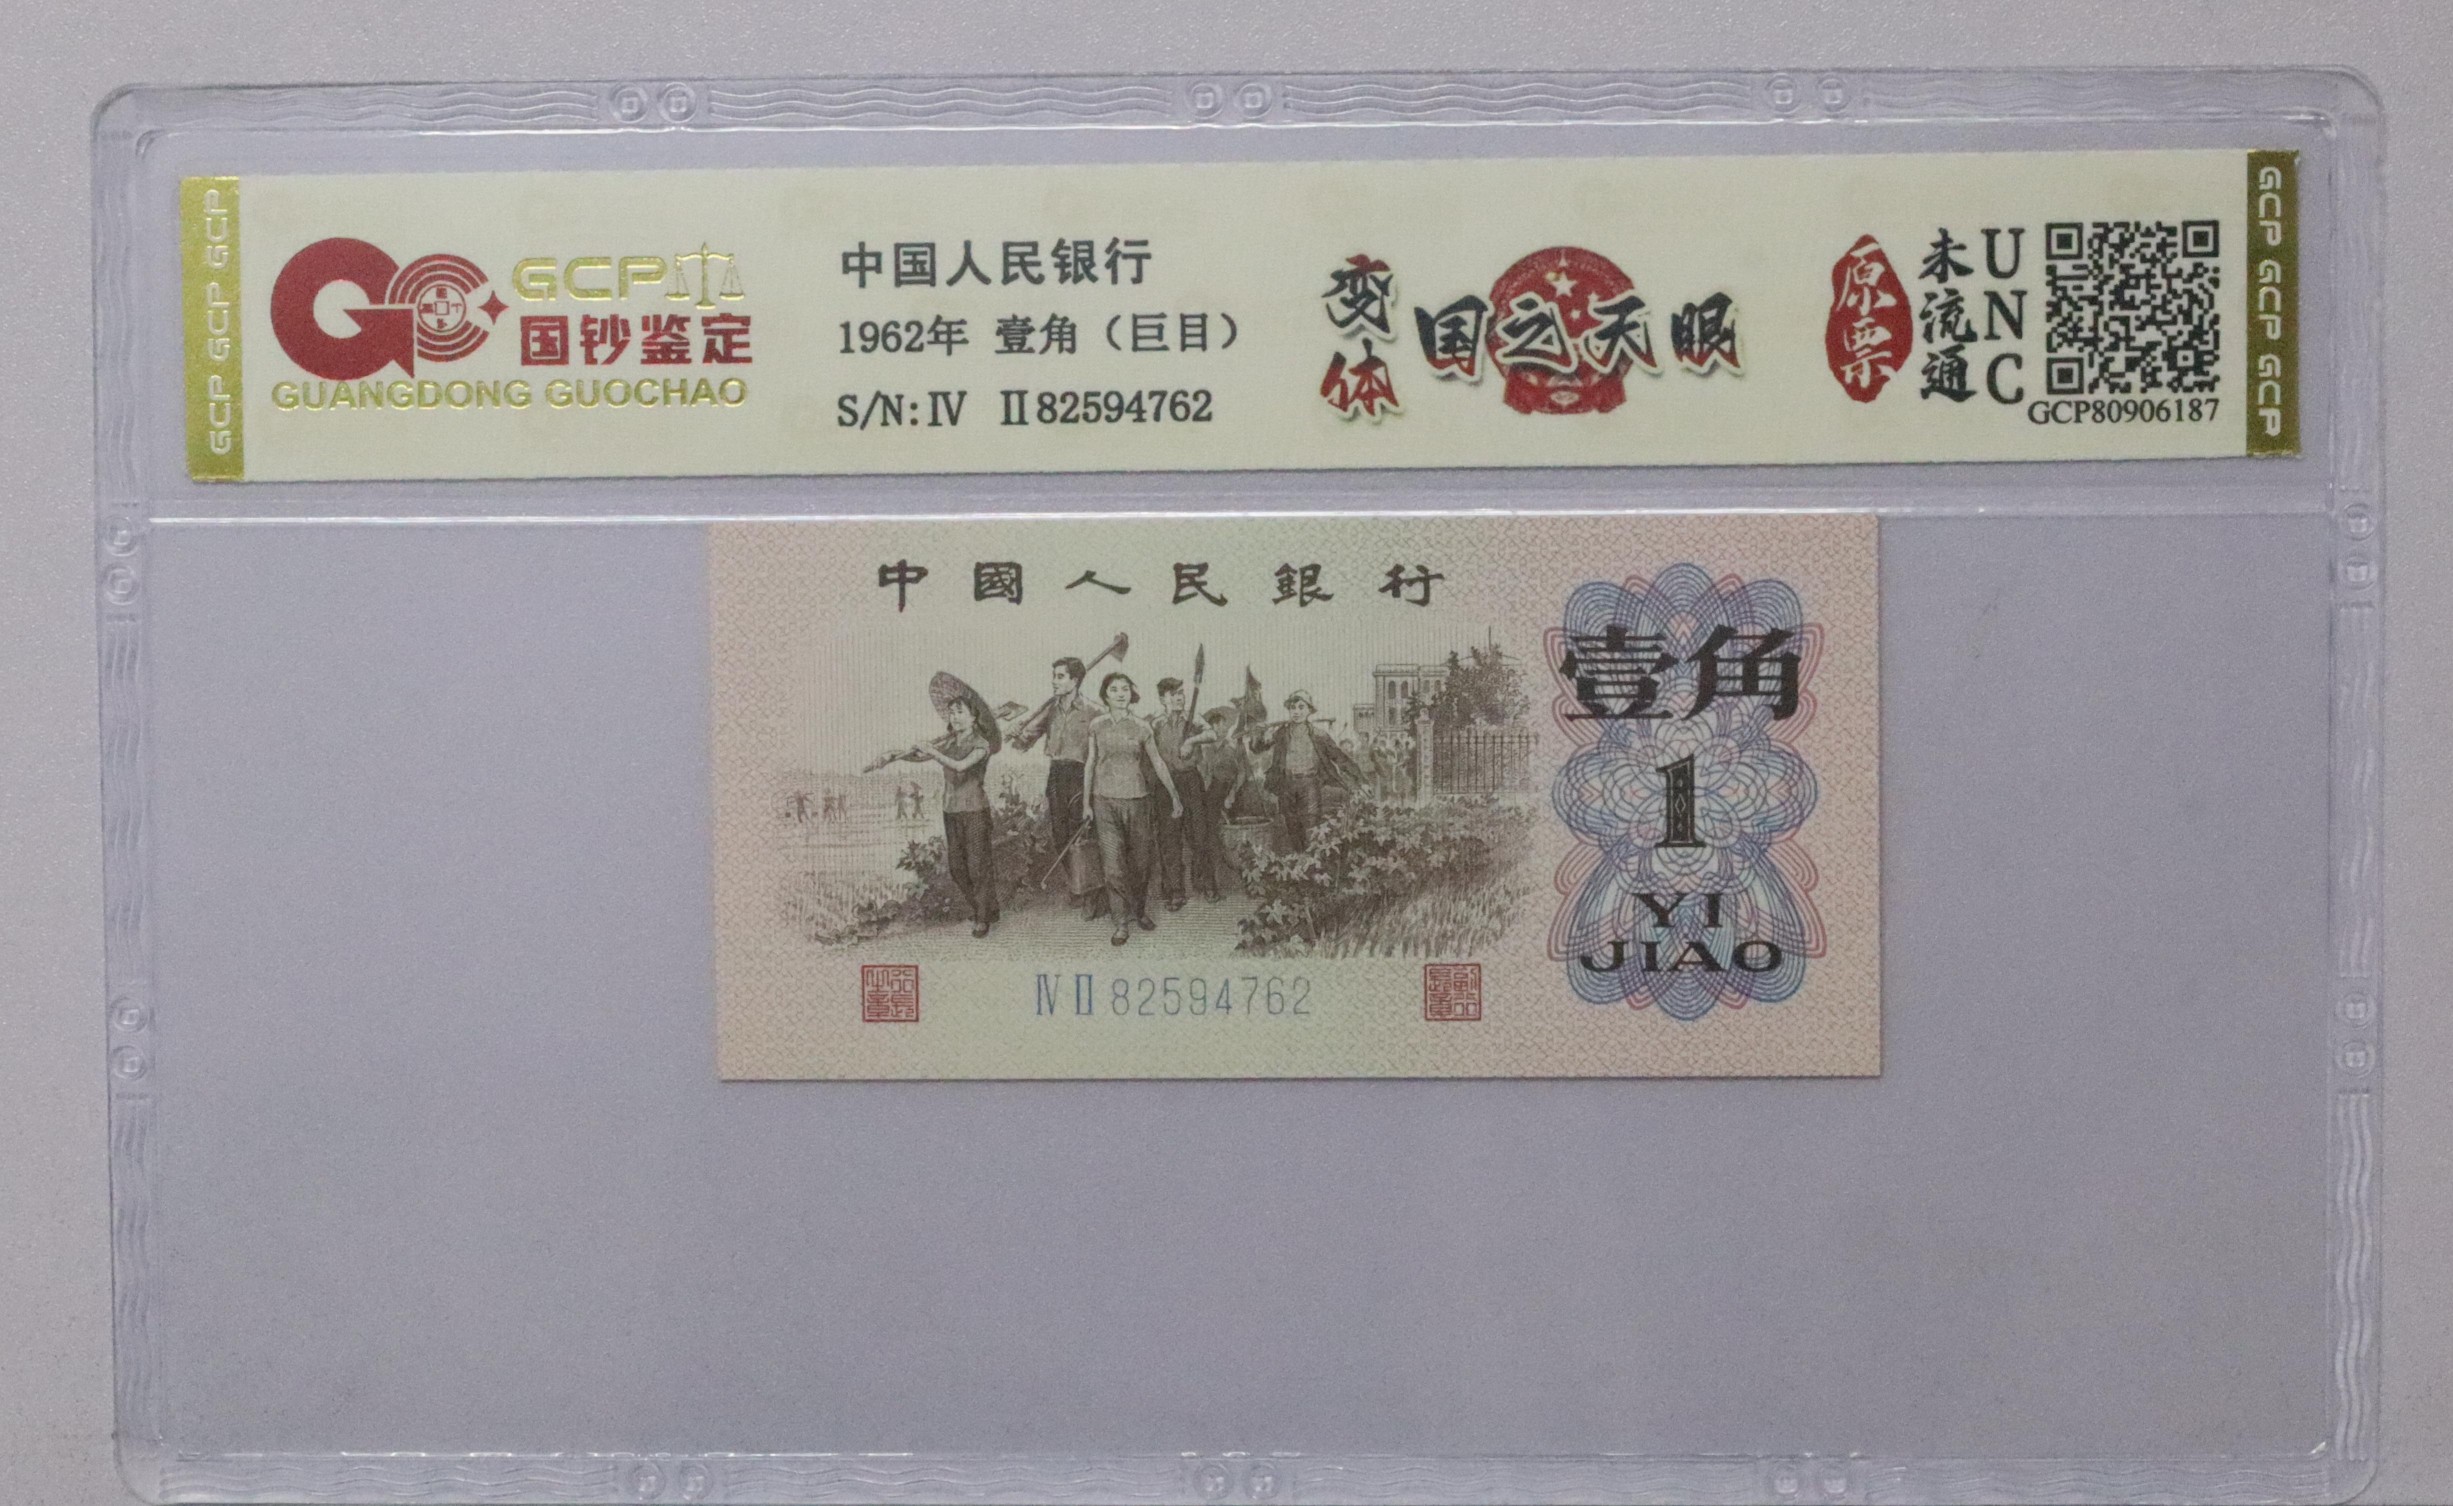 GCP GCP GCP
GCP
国钞鉴定
GUANGDONG GUOCHAO
中国人民银行
1962年 壹角（巨目）
S/N:Ⅳ Ⅱ82594762
变体
国之天眼
原票
未流通
UNC
GCP80906187
GCP GCP GCP
中國人民銀行
壹角
1
YI
JIAO
ⅣⅡ82594762